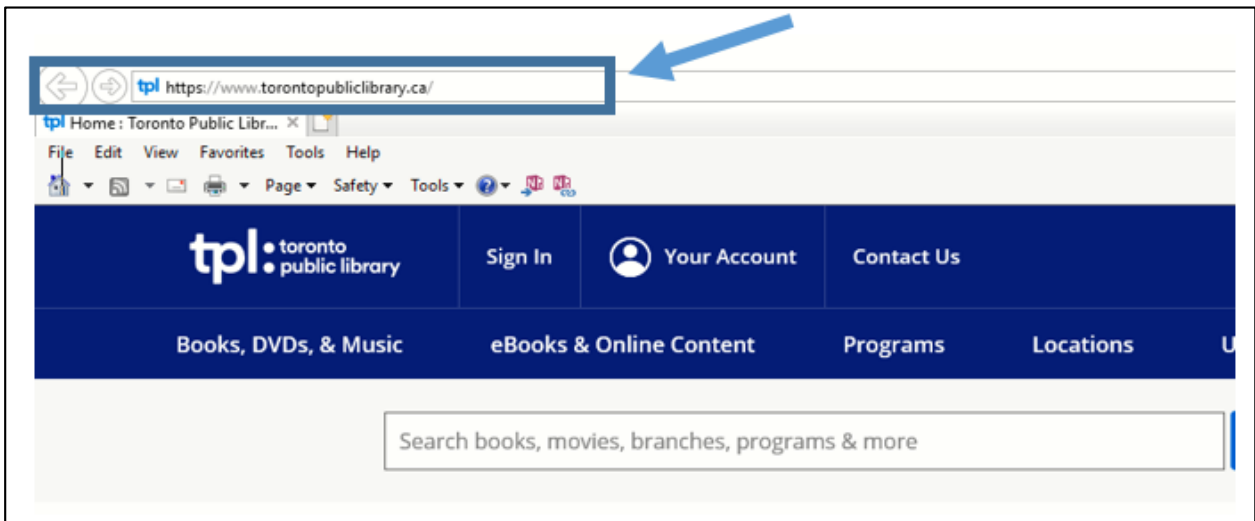 tpl https://www.torontopubliclibrary.ca/
tpl Home : Toronto Public Libr...
File Edit View Favorites Tools Help
Page Safety Tools
tpl: toronto public library Sign In Your Account Contact Us
Books, DVDs, & Music eBooks & Online Content Programs Locations U
Search books, movies, branches, programs & more